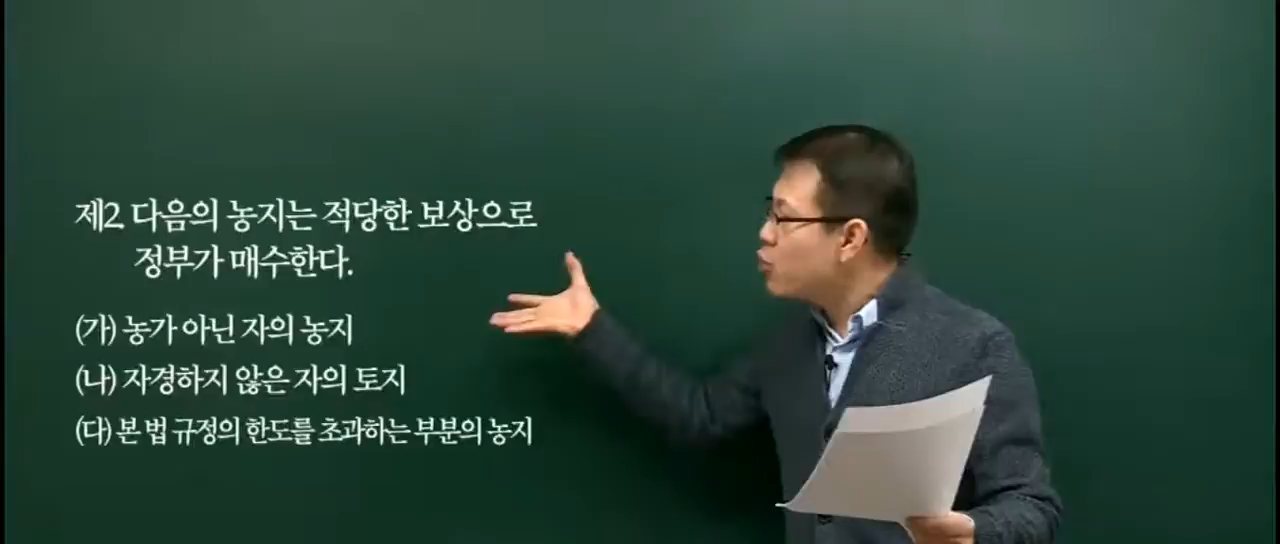 제2. 다음의 농지는 적당한 보상으로
정부가 매수한다.
(가) 농가 아닌 자의 농지
(나) 자경하지 않은 자의 토지
(다) 본 법 규정의 한도를 초과하는 부분의 농지